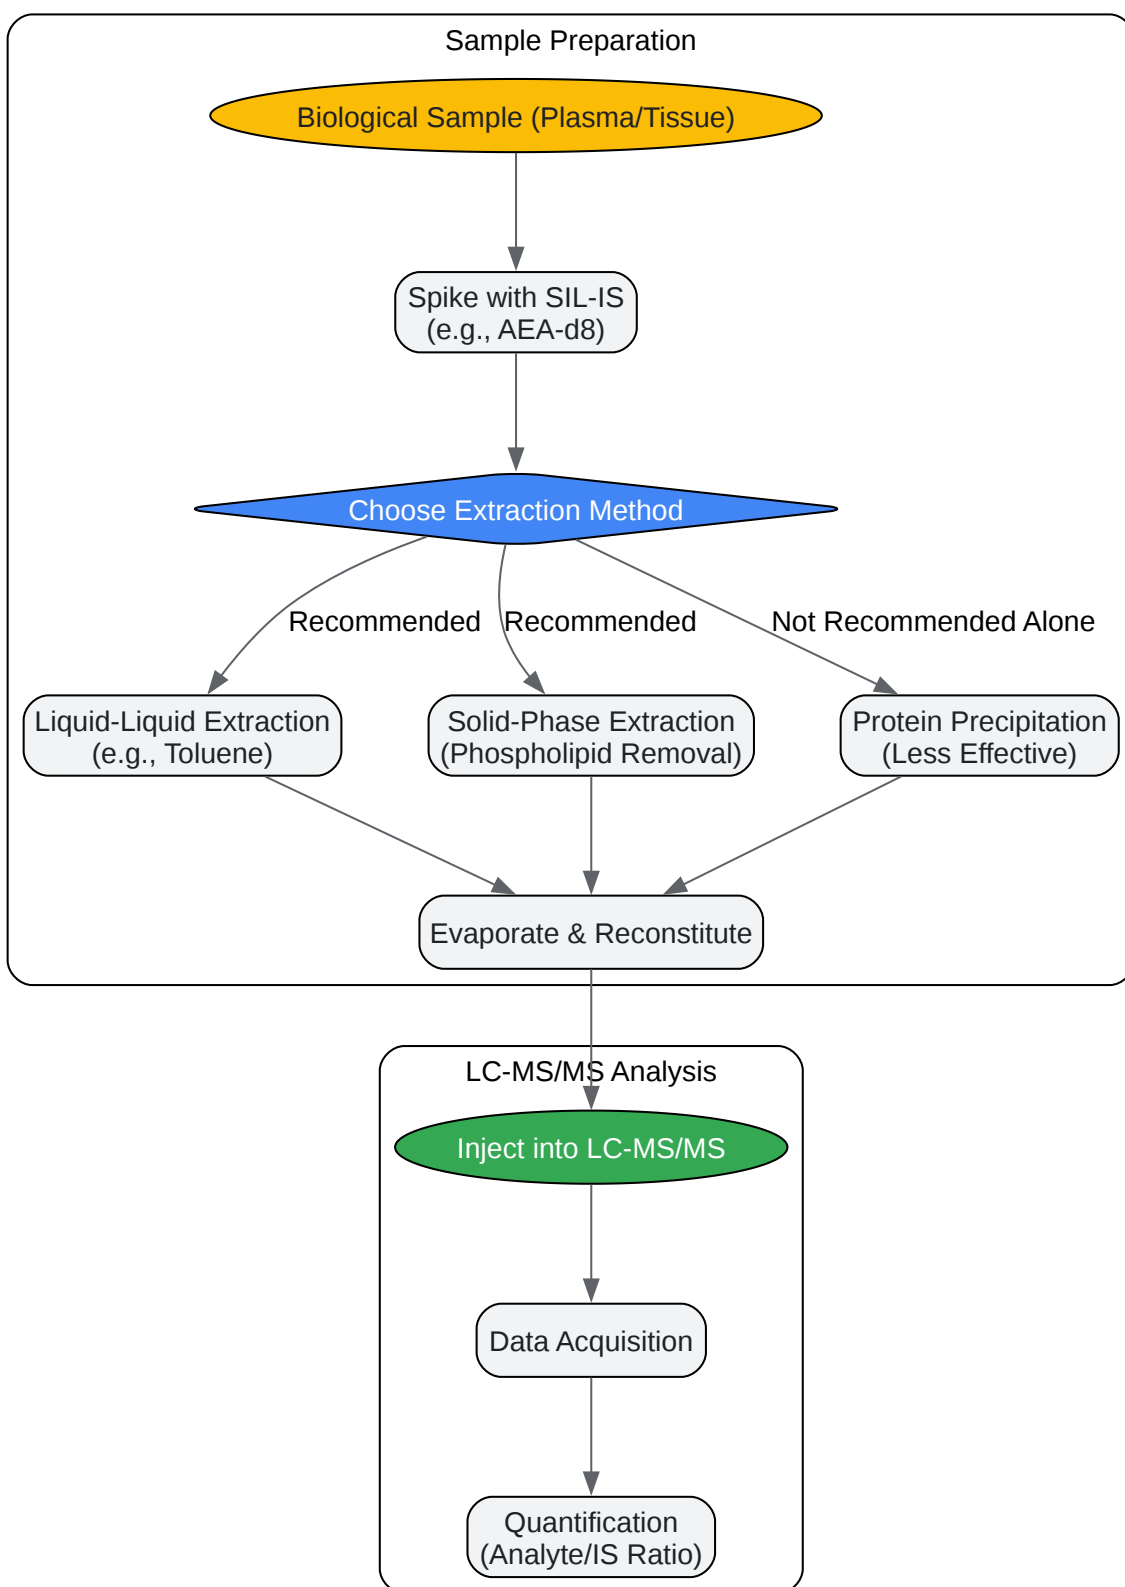 Sample Preparation
Biological Sample (Plasma/Tissue)
Spike with SIL-IS
(e.g., AEA-d8)
Choose Extraction Method
Recommended
Recommended
Not Recommended Alone
Liquid-Liquid Extraction
(e.g., Toluene)
Solid-Phase Extraction
(Phospholipid Removal)
Protein Precipitation
(Less Effective)
Evaporate & Reconstitute
LC-MS/MS Analysis
Inject into LC-MS/MS
Data Acquisition
Quantification
(Analyte/IS Ratio)